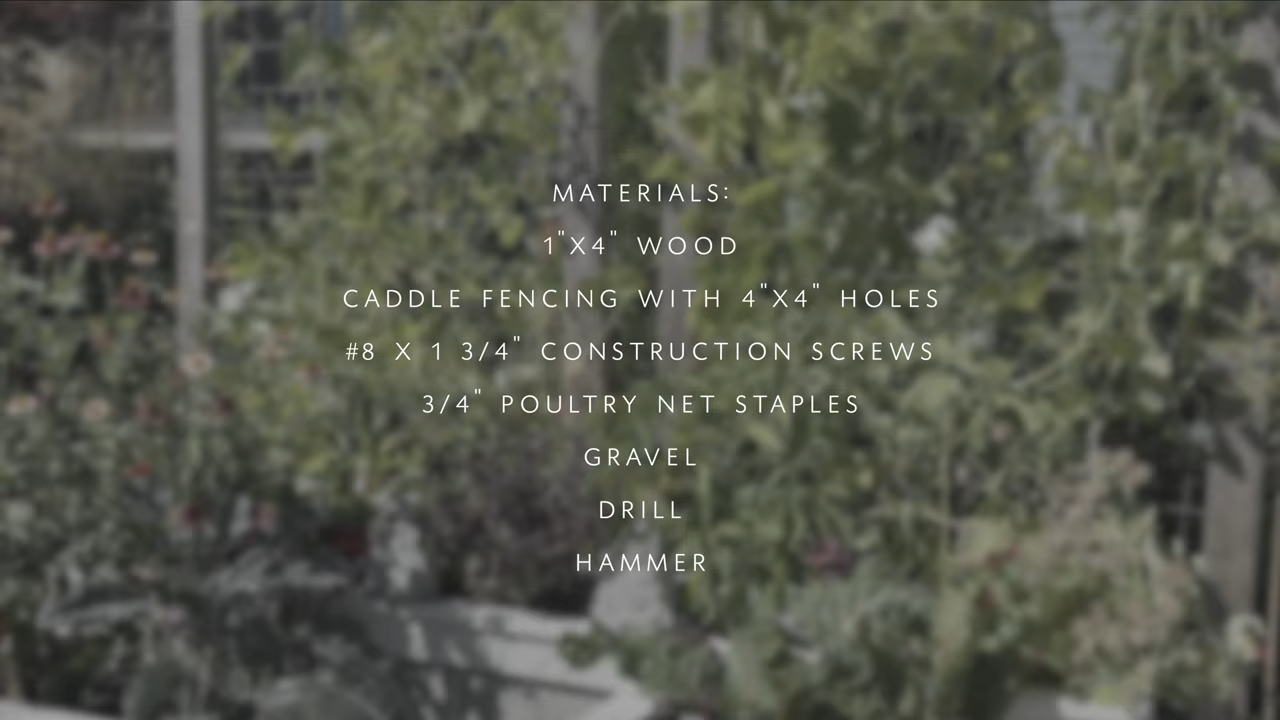 MATERIALS:
1"X4" WOOD
CADDLE FENCING WITH 4"X4" HOLES
#8 X 1 3/4" CONSTRUCTION SCREWS
3/4" POULTRY NET STAPLES
GRAVEL
DRILL
HAMMER